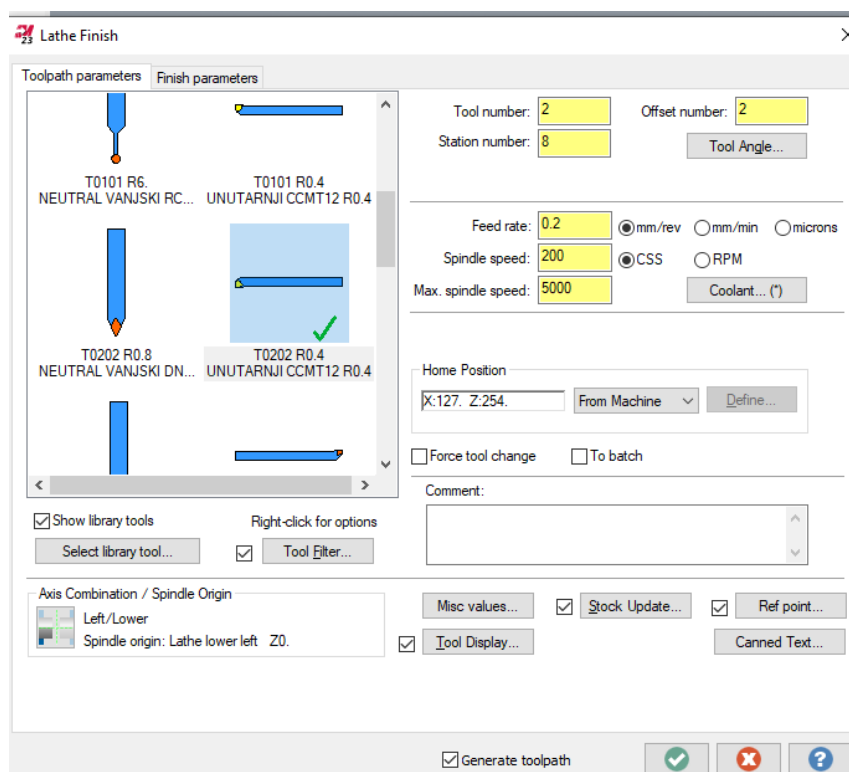 23 Lathe Finish
Toolpath parameters Finish parameters
T0101 R6.
NEUTRAL VANJSKI RC...
T0101 R0.4
UNUTARNJI CCMT12 R0.4
T0202 R0.8
NEUTRAL VANJSKI DN...
T0202 R0.4
UNUTARNJI CCMT12 R0.4
Show library tools
Right-click for options
Select library tool...
Tool Filter...
Tool number: 2 Offset number: 2
Station number: 8 Tool Angle...
Feed rate: 0.2 mm/rev mm/min microns
Spindle speed: 200 CSS RPM
Max. spindle speed: 5000 Coolant... (*)
Home Position
X:127. Z:254. From Machine Define...
Force tool change To batch
Comment:
Axis Combination / Spindle Origin
Left/Lower
Spindle origin: Lathe lower left Z0.
Misc values... Stock Update... Ref point...
Tool Display... Canned Text...
Generate toolpath